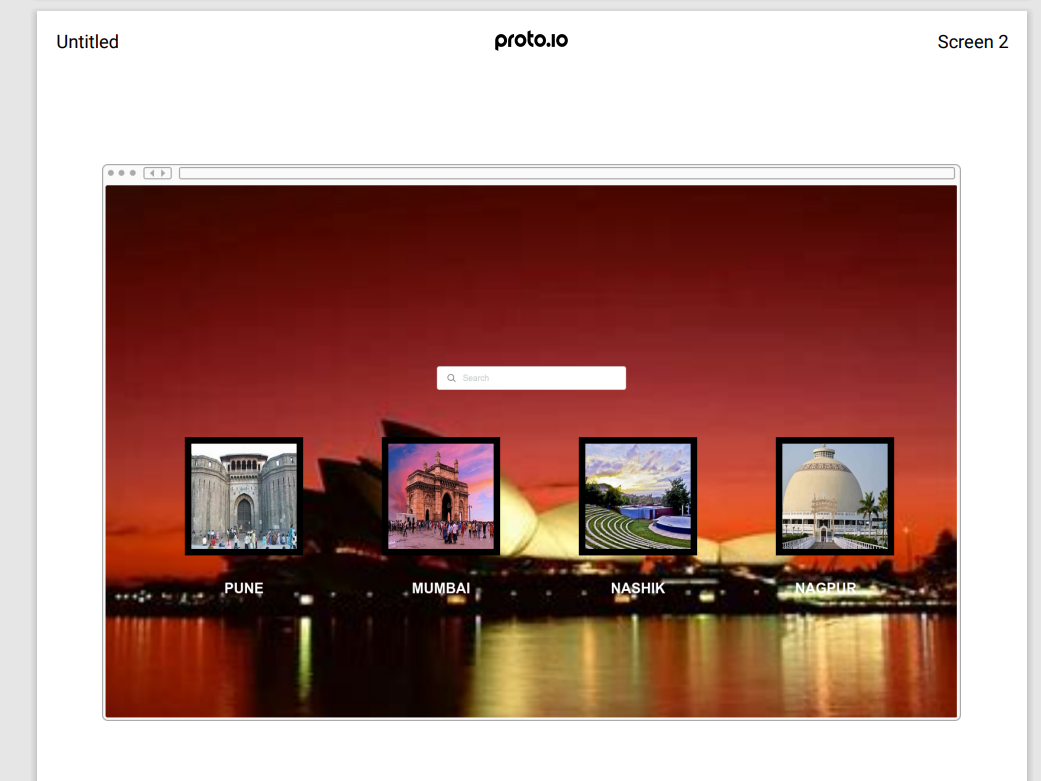 Untitled
proto.io
Screen 2
Search
PUNE
MUMBAI
NASHIK
NAGPUR